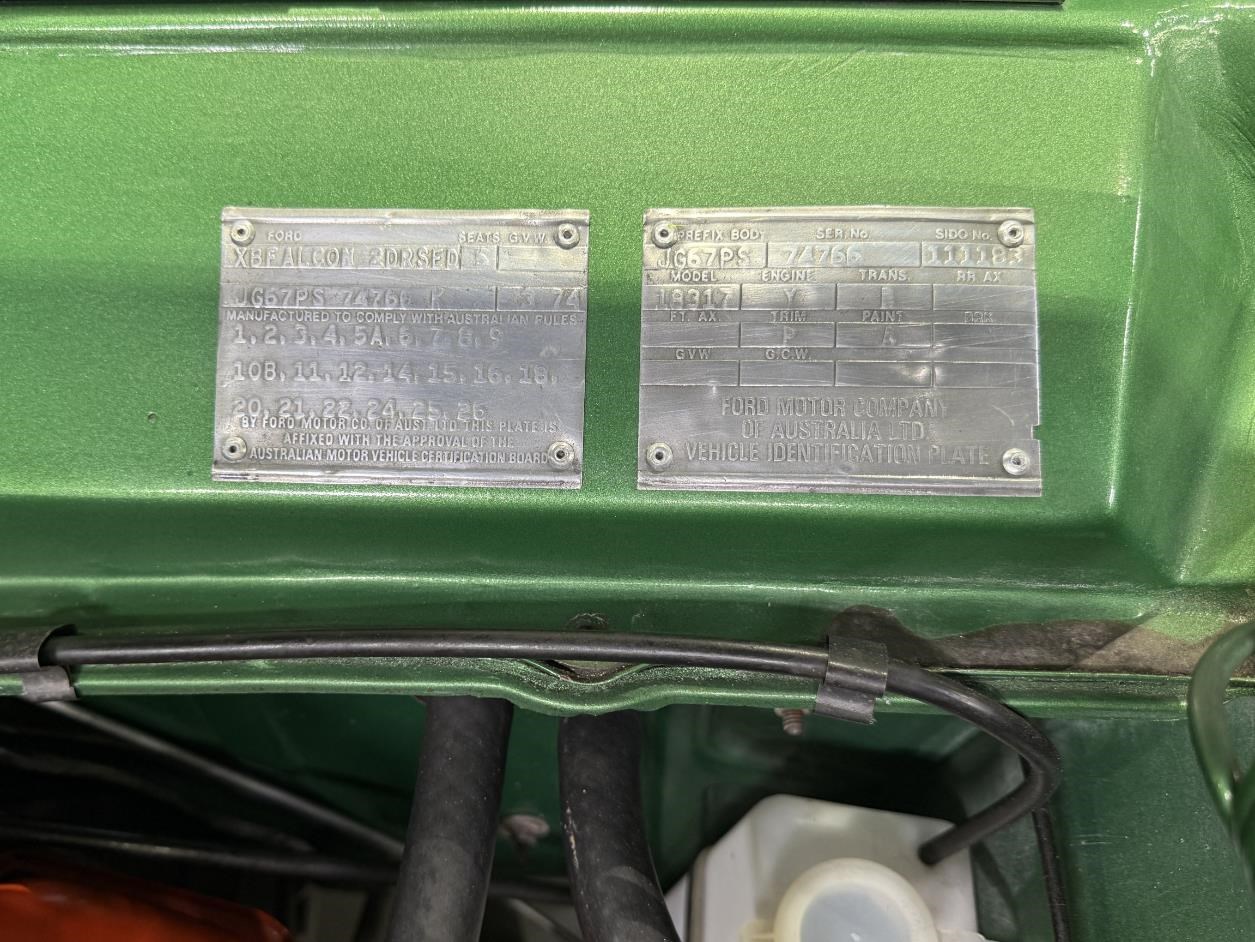 FORD SEATS G.V.W.
XBFALCON 2DRSED 5
JG67PS 74766 K 3 74
MANUFACTURED TO COMPLY WITH AUSTRALIAN RULES
1,2,3,4,5A,6,7,8,9
10B,11,12,14,15,16,18,
20,21,22,24,25,26
BY FORD MOTOR CO OF AUST LTD THIS PLATE IS
AFFIXED WITH THE APPROVAL OF THE
AUSTRALIAN MOTOR VEHICLE CERTIFICATION BOARD
PREFIX BODY SER. No. SIDO No.
JG67PS 74766 111183
MODEL ENGINE TRANS. RR AX
18317 Y
FT. AX. TRIM PAINT
P A
G.V.W. G.C.W.
FORD MOTOR COMPANY
OF AUSTRALIA LTD
VEHICLE IDENTIFICATION PLATE